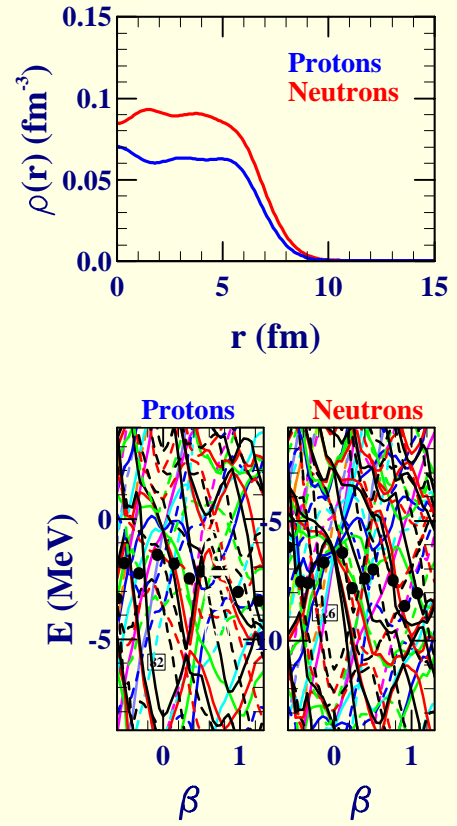 0.15
Protons
Neutrons
0.1
0.05
0.0
ρ(r) (fm⁻³)
0 5 10 15
r (fm)
Protons Neutrons
0 -5
-5
E (MeV)
82
0 1 0 1
β β